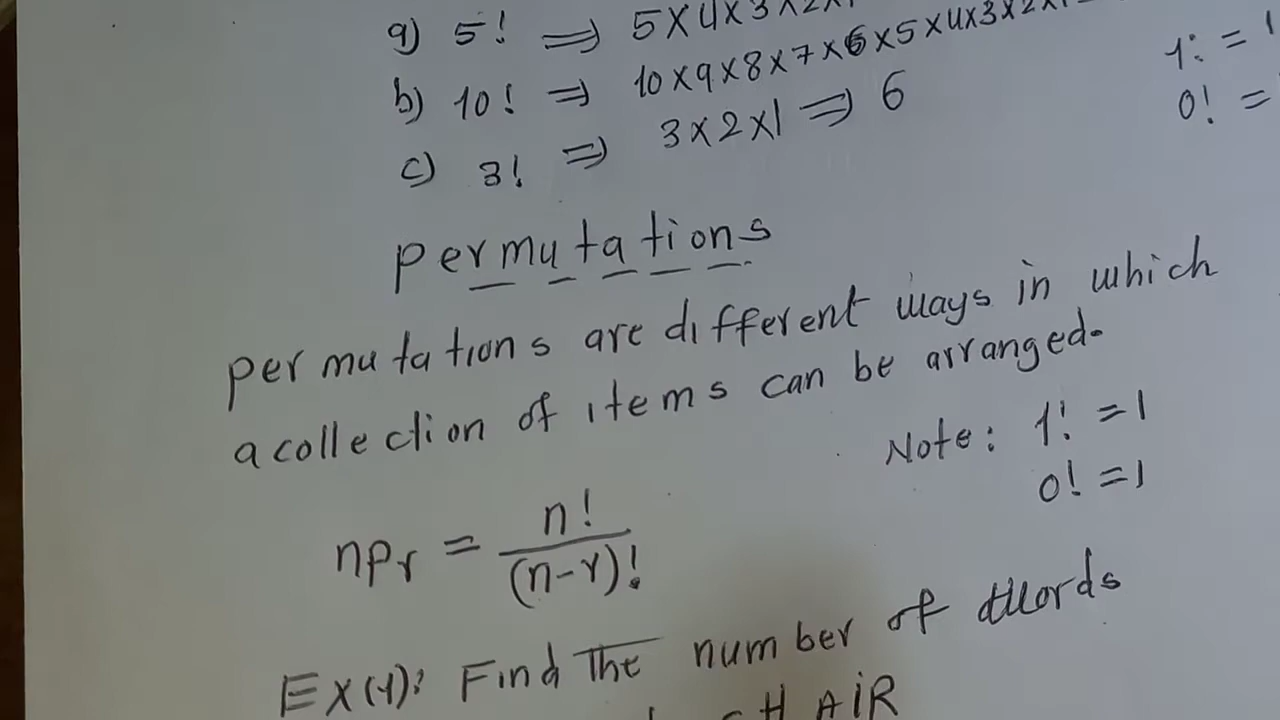 a) 5! ⇒ 5×4×3×2×1
b) 10! ⇒ 10×9×8×7×6×5×4×3×2×1
c) 3! ⇒ 3×2×1 ⇒ 6
1! = 1
0! =
permutations
permutations are different ways in which
a collection of items can be arranged.
Note: 1! = 1
0! = 1
nPr = n! / (n-r)!
EX(1): Find The number of words
CHAIR